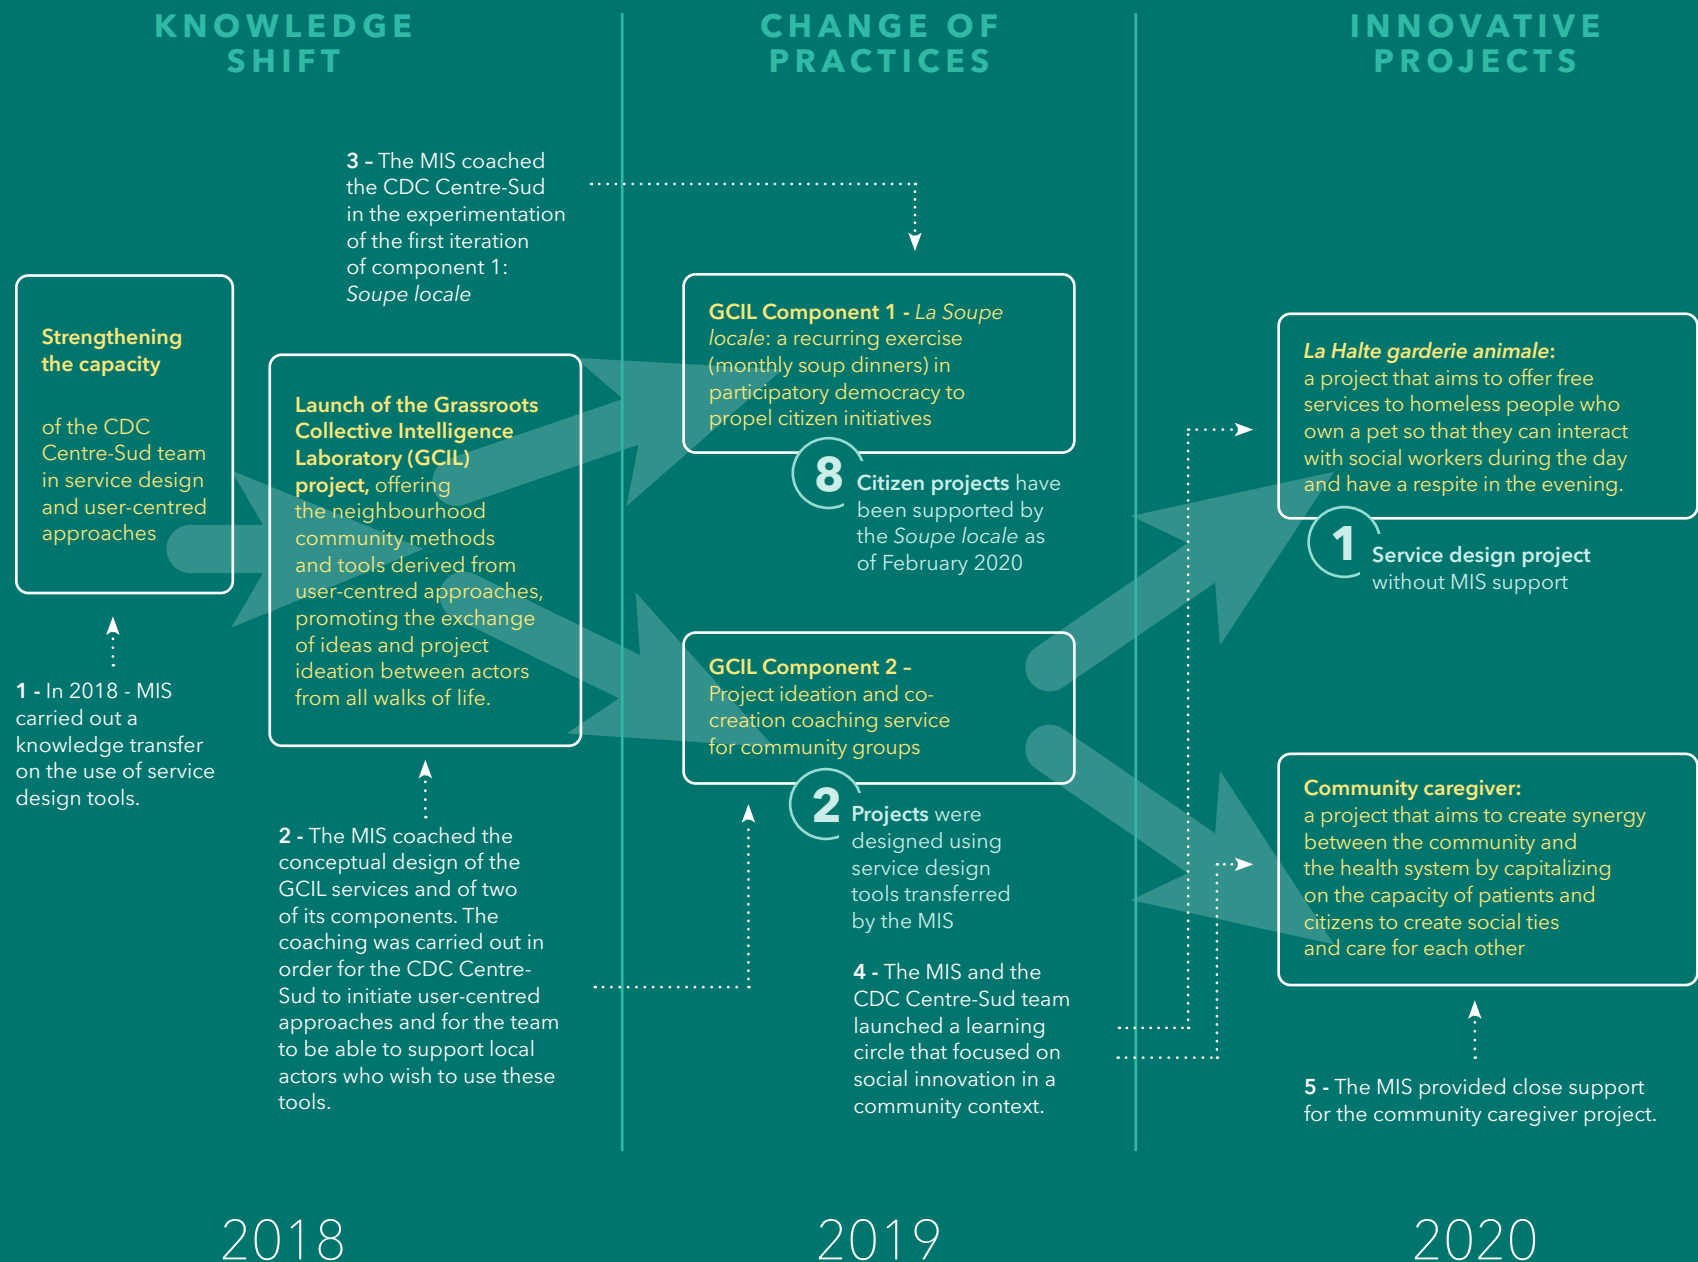 KNOWLEDGE
SHIFT
CHANGE OF
PRACTICES
INNOVATIVE
PROJECTS
3 – The MIS coached
the CDC Centre-Sud
in the experimentation
of the first iteration
of component 1:
Soupe locale
Strengthening
the capacity
of the CDC
Centre-Sud team
in service design
and user-centred
approaches
1 - In 2018 - MIS
carried out a
knowledge transfer
on the use of service
design tools.
Launch of the Grassroots
Collective Intelligence
Laboratory (GCIL)
project, offering
the neighbourhood
community methods
and tools derived from
user-centred approaches,
promoting the exchange
of ideas and project
ideation between actors
from all walks of life.
2 - The MIS coached the
conceptual design of the
GCIL services and of two
of its components. The
coaching was carried out in
order for the CDC Centre-
Sud to initiate user-centred
approaches and for the team
to be able to support local
actors who wish to use these
tools.
GCIL Component 1 - La Soupe
locale: a recurring exercise
(monthly soup dinners) in
participatory democracy to
propel citizen initiatives
8
Citizen projects have
been supported by
the Soupe locale as
of February 2020
GCIL Component 2 –
Project ideation and co-
creation coaching service
for community groups
2
Projects were
designed using
service design
tools transferred
by the MIS
4 - The MIS and the
CDC Centre-Sud team
launched a learning
circle that focused on
social innovation in a
community context.
La Halte garderie animale:
a project that aims to offer free
services to homeless people who
own a pet so that they can interact
with social workers during the day
and have a respite in the evening.
1
Service design project
without MIS support
Community caregiver:
a project that aims to create synergy
between the community and
the health system by capitalizing
on the capacity of patients and
citizens to create social ties
and care for each other
5 - The MIS provided close support
for the community caregiver project.
2018
2019
2020